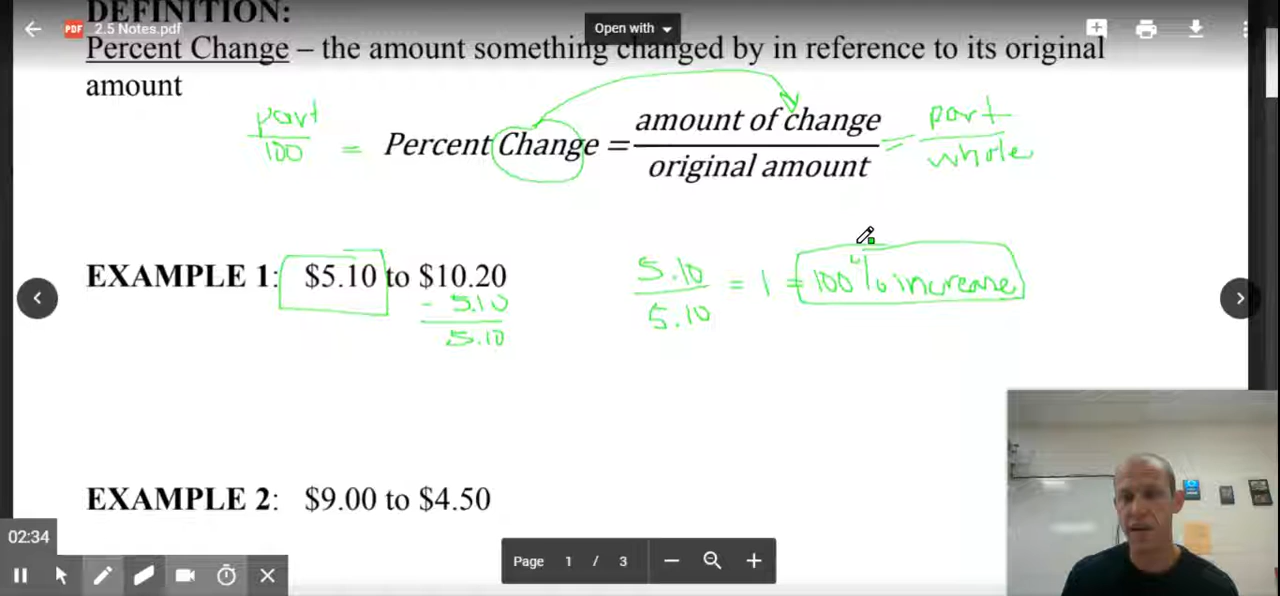 DEFINITION:
PDF 2.5 Notes.pdf
Open with
Percent Change – the amount something changed by in reference to its original
amount
part
100
=
Percent Change =
amount of change
original amount
=
part
whole
EXAMPLE 1: $5.10 to $10.20
- 5.10
5.10
5.10
5.10
= 1 = 100% increase
EXAMPLE 2: $9.00 to $4.50
02:34
Page 1 / 3